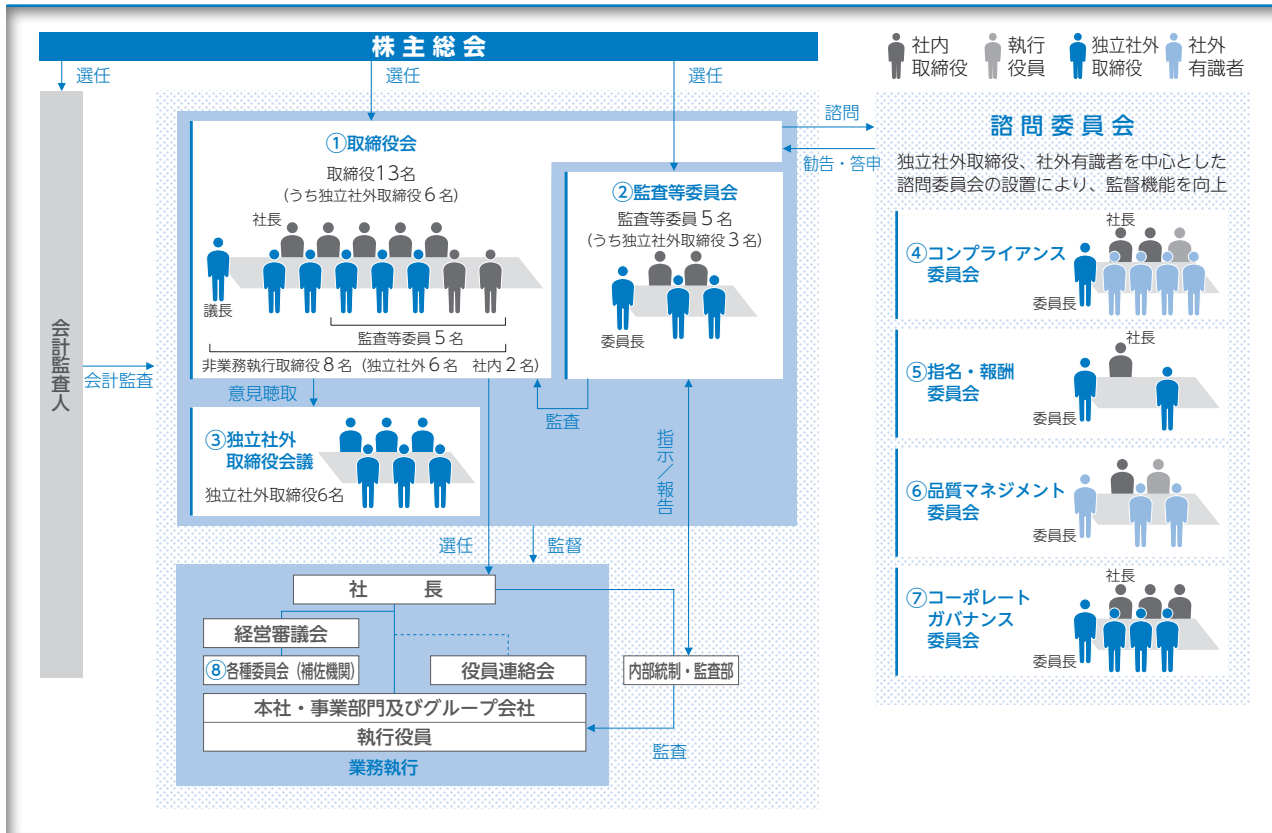 株主総会
選任
選任
選任
社内
取締役
執行
役員
独立社外
取締役
社外
有識者
会計監査人
会計監査
①取締役会
取締役13名
(うち独立社外取締役6名)
社長
議長
監査等委員5名
非業務執行取締役8名 (独立社外6名 社内2名)
②監査等委員会
監査等委員5名
(うち独立社外取締役3名)
委員長
諮問
勧告・答申
意見聴取
監査
③独立社外
取締役会議
独立社外取締役6名
指示/報告
選任
監督
社長
経営審議会
⑧各種委員会(補佐機関)
役員連絡会
内部統制・監査部
本社・事業部門及びグループ会社
執行役員
業務執行
監査
諮問委員会
独立社外取締役、社外有識者を中心とした
諮問委員会の設置により、監督機能を向上
④コンプライアンス
委員会
社長
委員長
⑤指名・報酬
委員会
社長
委員長
⑥品質マネジメント
委員会
委員長
⑦コーポレート
ガバナンス
委員会
社長
委員長